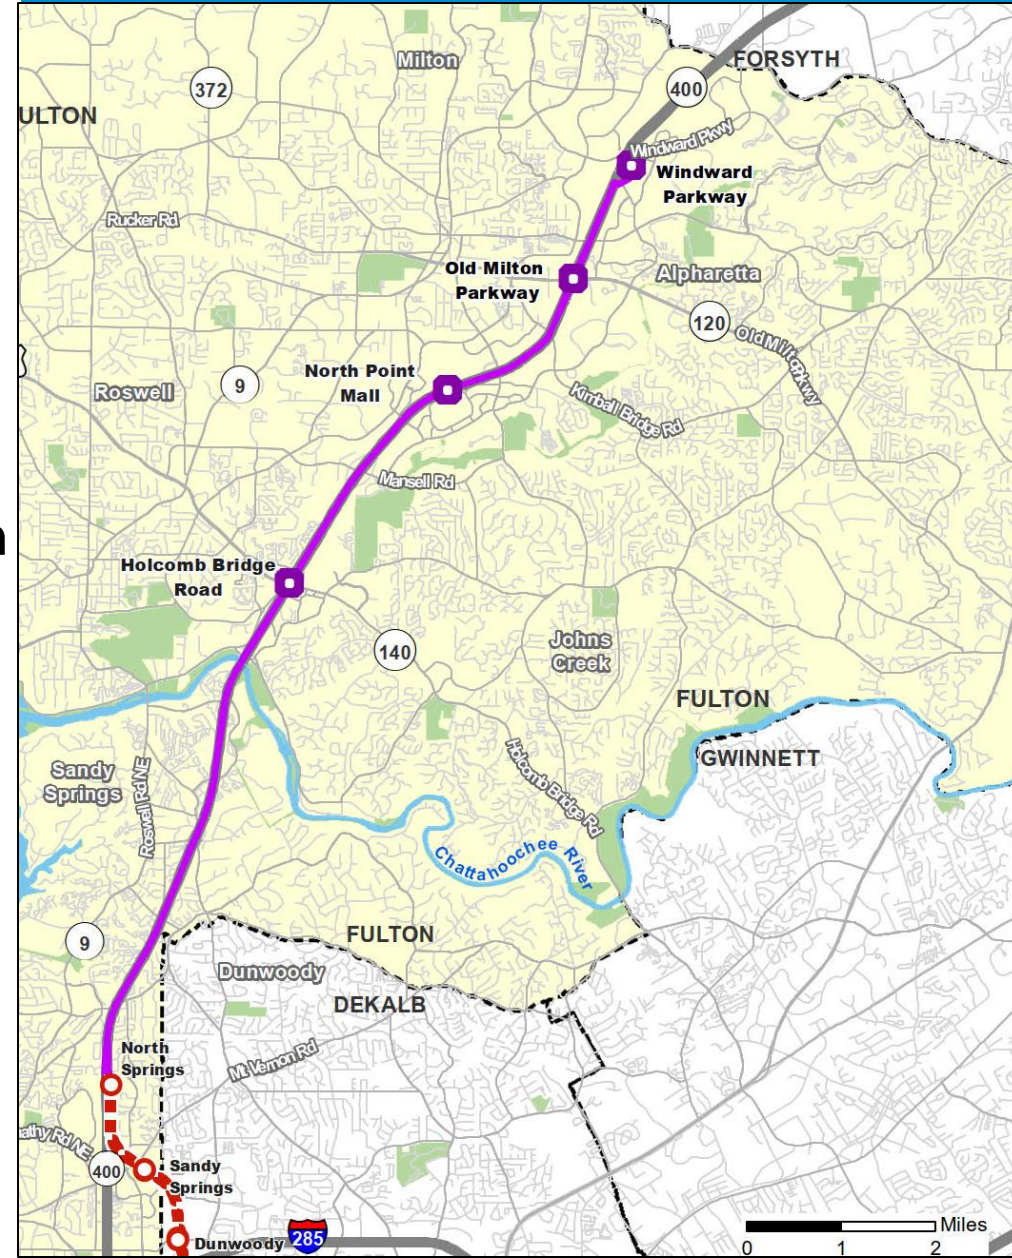 FORSYTH
Milton
372
400
ULTON
Windward Pkwy
Windward
Parkway
Rucker Rd
Old Milton
Parkway
Alpharetta
120
Old Milton Pkwy
North Point
Mall
Roswell
9
Kimball Bridge Rd
Mansell Rd
n
Holcomb Bridge
Road
140
Johns
Creek
FULTON
GWINNETT
Sandy
Springs
Roswell Rd NE
Holcomb Bridge Rd
Chattahoochee River
9
FULTON
Dunwoody
DEKALB
North
Springs
Mt. Vernon Rd
athy Rd NE
400
Sandy
Springs
Dunwoody
285
Miles
0 1 2